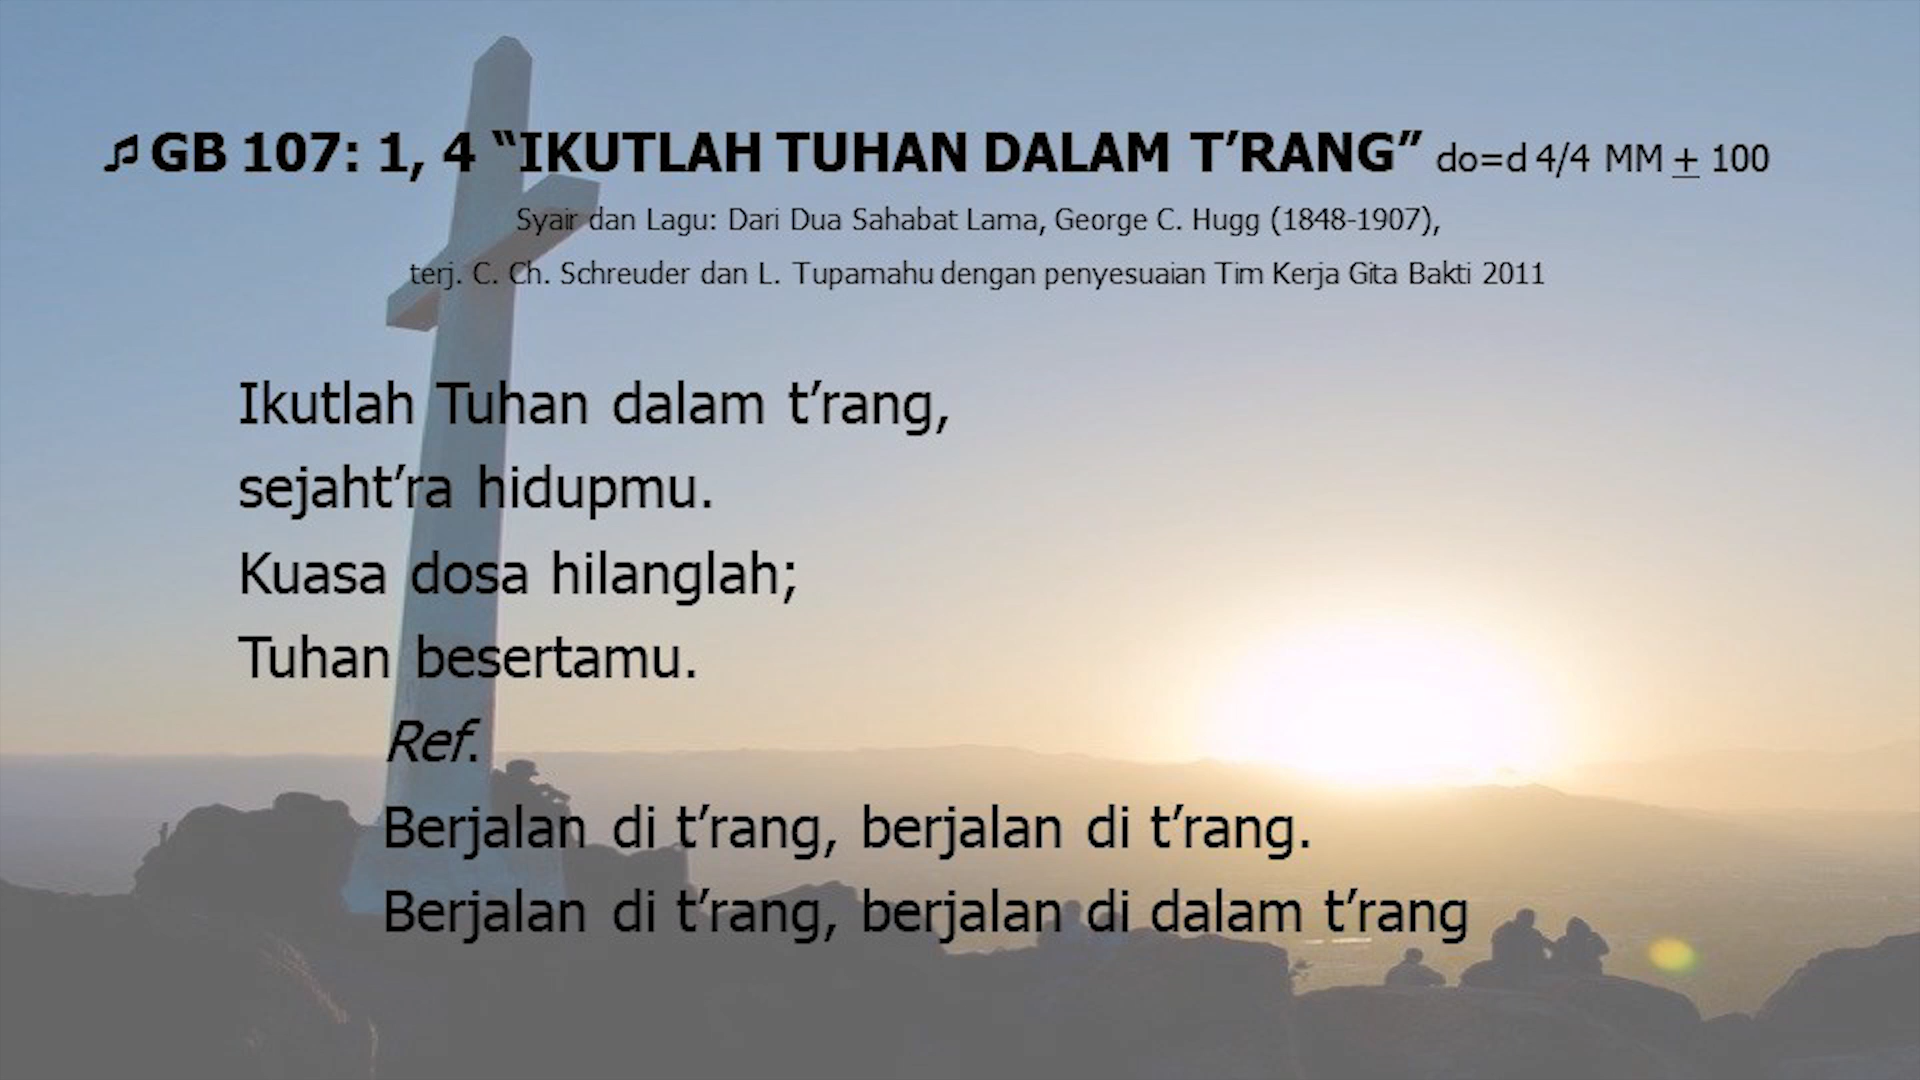 ♫ GB 107: 1, 4 “IKUTLAH TUHAN DALAM T’RANG” do=d 4/4 MM + 100
Syair dan Lagu: Dari Dua Sahabat Lama, George C. Hugg (1848-1907),
terj. C. Ch. Schreuder dan L. Tupamahu dengan penyesuaian Tim Kerja Gita Bakti 2011
Ikutlah Tuhan dalam t’rang,
sejaht’ra hidupmu.
Kuasa dosa hilanglah;
Tuhan besertamu.
Ref.
Berjalan di t’rang, berjalan di t’rang.
Berjalan di t’rang, berjalan di dalam t’rang